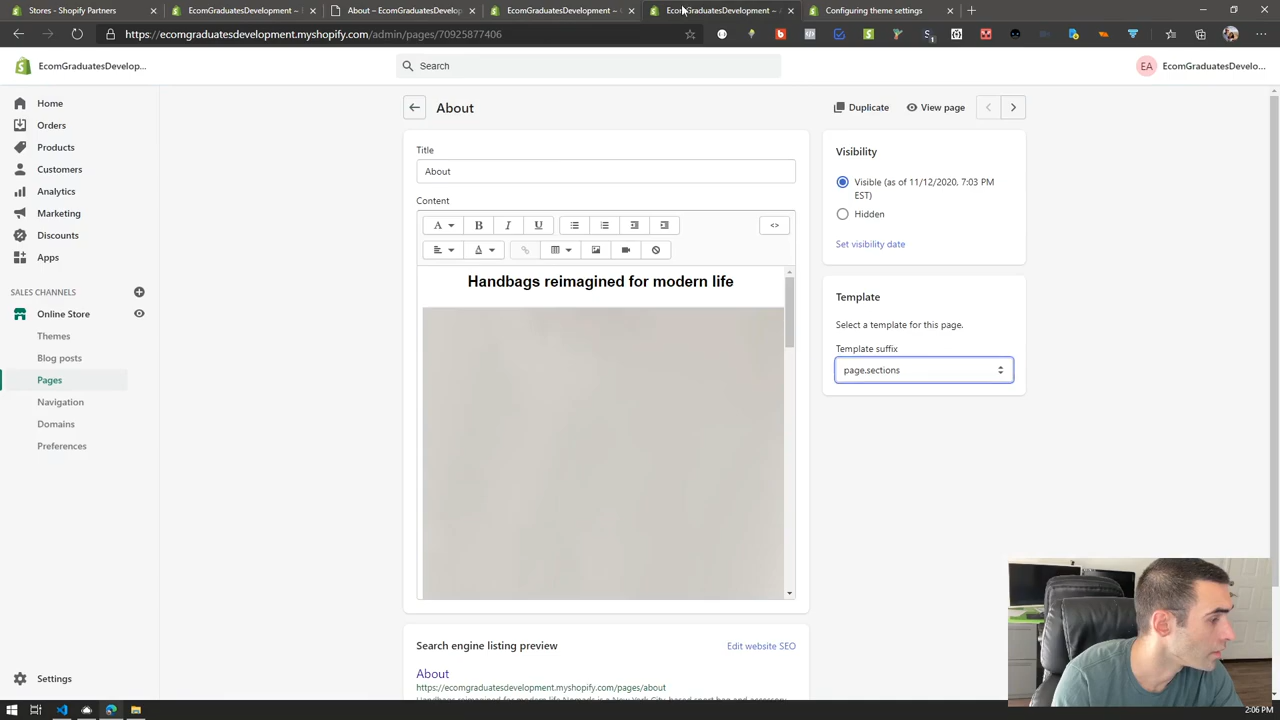 Stores - Shopify Partners
EcomGraduatesDevelopment ~
About – EcomGraduatesDevelop
EcomGraduatesDevelopment ~
EcomGraduatesDevelopment ~
Configuring theme settings
https://ecomgraduatesdevelopment.myshopify.com/admin/pages/70925877406
EcomGraduatesDevelop...
Search
EA
EcomGraduatesDevelo...
Home
Orders
Products
Customers
Analytics
Marketing
Discounts
Apps
SALES CHANNELS
Online Store
Themes
Blog posts
Pages
Navigation
Domains
Preferences
Settings
About
Duplicate
View page
Title
About
Content
A
B
I
U
<>
A
Handbags reimagined for modern life
Search engine listing preview
Edit website SEO
About
https://ecomgraduatesdevelopment.myshopify.com/pages/about
Visibility
Visible (as of 11/12/2020, 7:03 PM
EST)
Hidden
Set visibility date
Template
Select a template for this page.
Template suffix
page.sections
2:06 PM